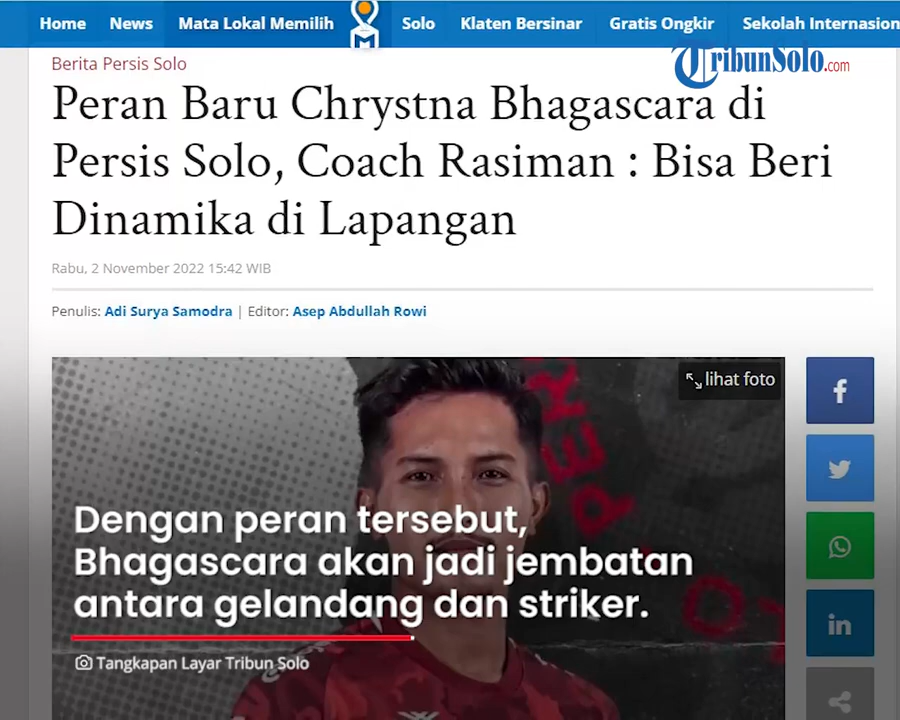 Home News Mata Lokal Memilih Solo Klaten Bersinar Gratis Ongkir Sekolah Internasion
Berita Persis Solo
TribunSolo.com
Peran Baru Chrystna Bhagascara di
Persis Solo, Coach Rasiman : Bisa Beri
Dinamika di Lapangan
Rabu, 2 November 2022 15:42 WIB
Penulis: Adi Surya Samodra | Editor: Asep Abdullah Rowi
lihat foto
PER
Dengan peran tersebut,
Bhagascara akan jadi jembatan
antara gelandang dan striker.
Tangkapan Layar Tribun Solo